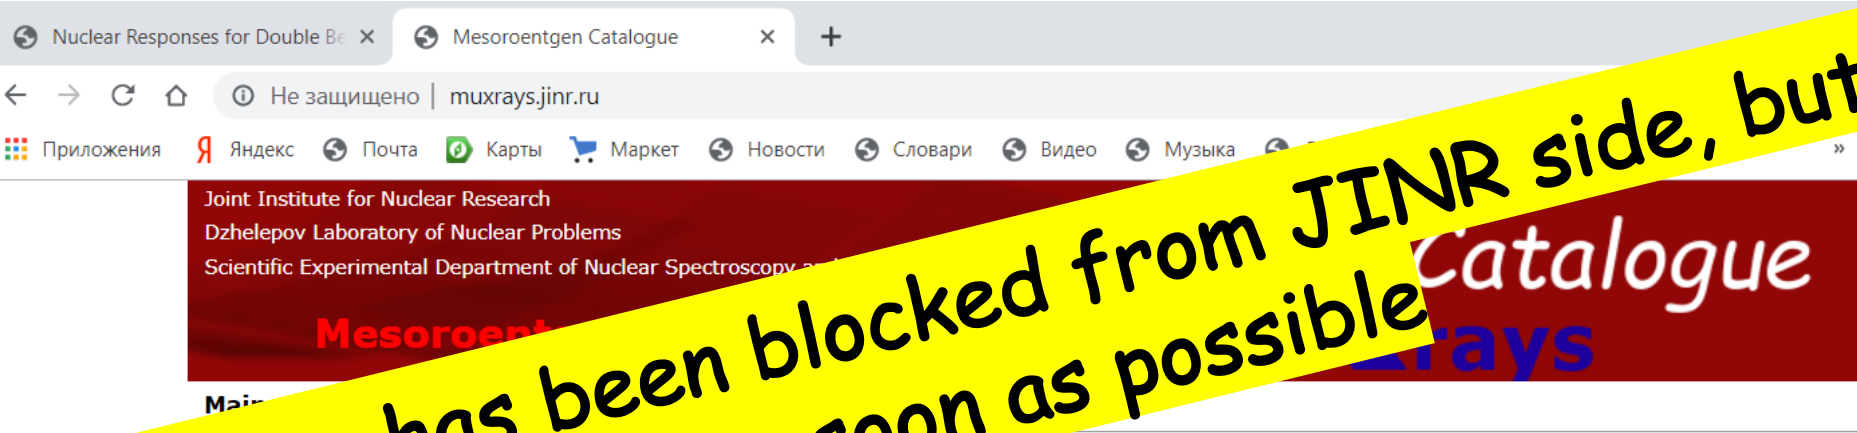 Nuclear Responses for Double Be
Mesoroentgen Catalogue
Не защищено | muxrays.jinr.ru
Приложения Яндекс Почта Карты Маркет Новости Словари Видео Музыка »
Joint Institute for Nuclear Research
Dzhelepov Laboratory of Nuclear Problems
Scientific Experimental Department of Nuclear Spectroscopy
Catalogue
has been blocked from JINR side, but
soon as possible